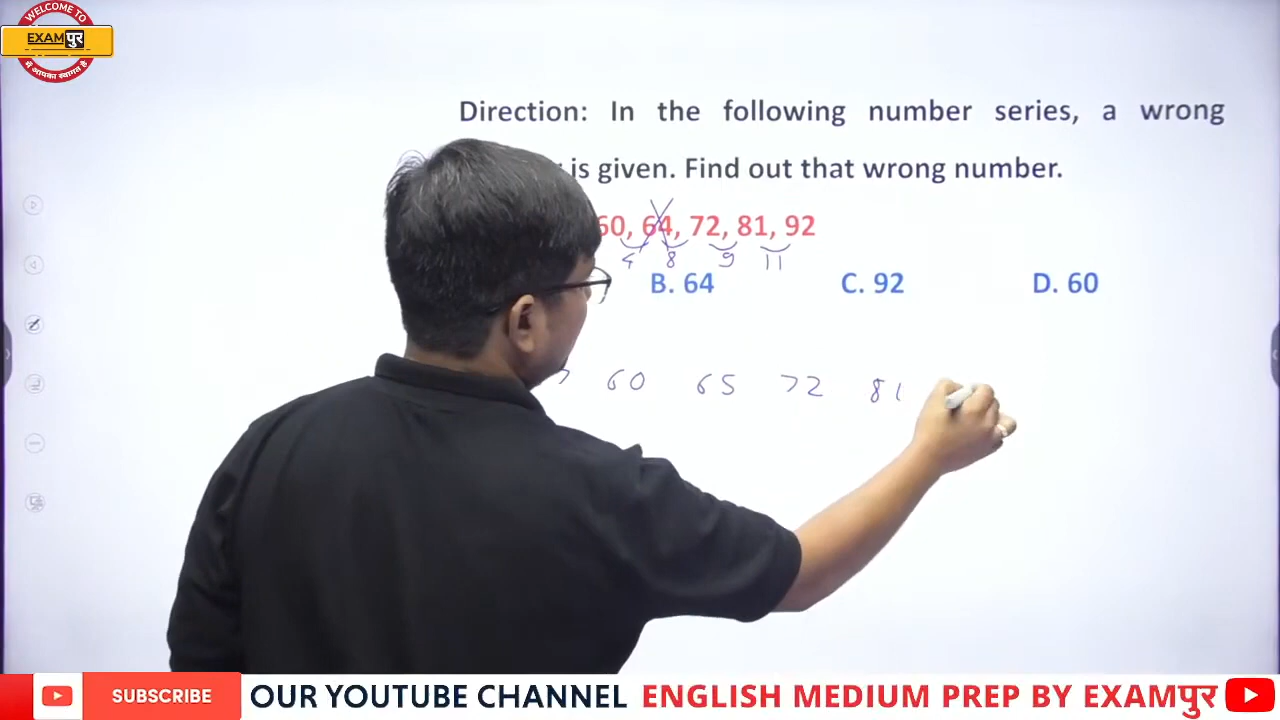 WELCOME TO
EXAMपुर
में आपका स्वागत है
Direction: In the following number series, a wrong
is given. Find out that wrong number.
60, 64, 72, 81, 92
4 8 9 11
B. 64 C. 92 D. 60
60 65 72 81
SUBSCRIBE OUR YOUTUBE CHANNEL ENGLISH MEDIUM PREP BY EXAMपुर